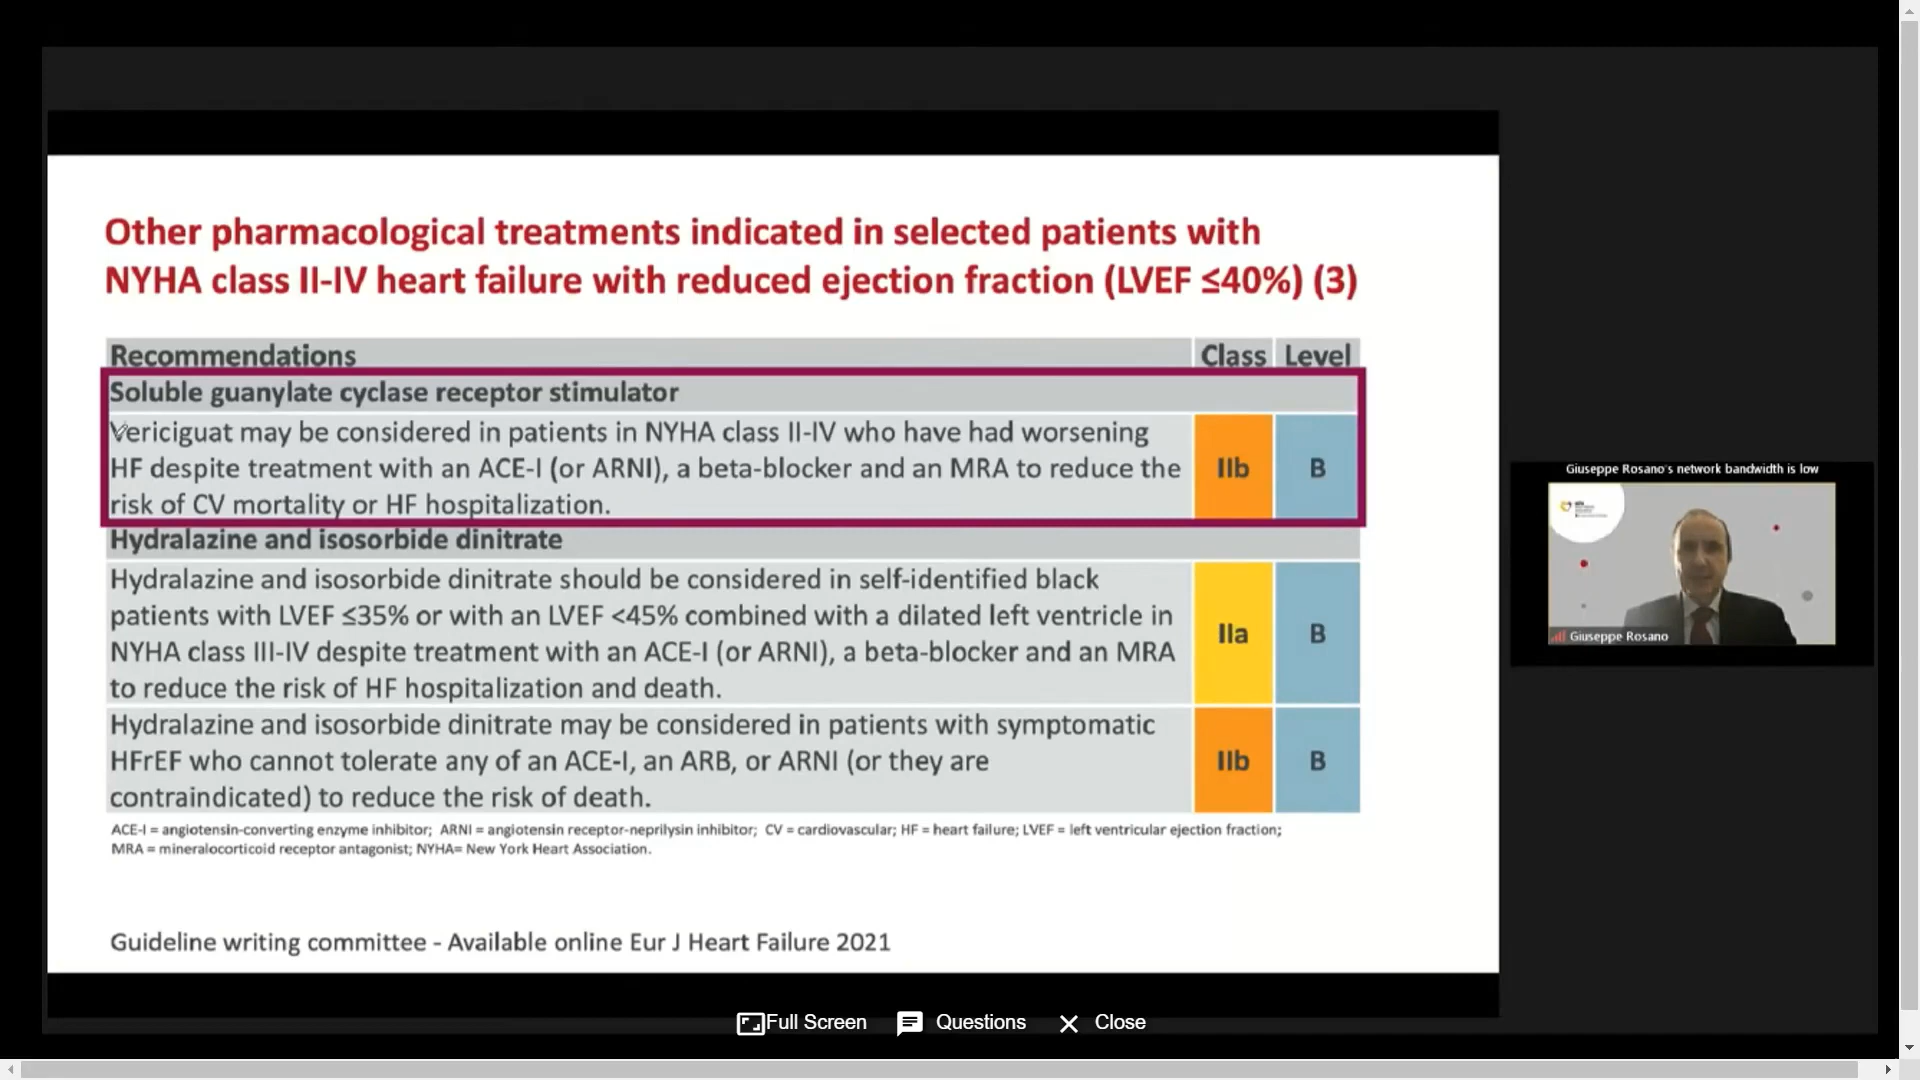 Other pharmacological treatments indicated in selected patients with
NYHA class II-IV heart failure with reduced ejection fraction (LVEF ≤40%) (3)
Recommendations Class Level
Soluble guanylate cyclase receptor stimulator
Vericiguat may be considered in patients in NYHA class II-IV who have had worsening
HF despite treatment with an ACE-I (or ARNI), a beta-blocker and an MRA to reduce the
risk of CV mortality or HF hospitalization.
IIb B
Hydralazine and isosorbide dinitrate
Hydralazine and isosorbide dinitrate should be considered in self-identified black
patients with LVEF ≤35% or with an LVEF <45% combined with a dilated left ventricle in
NYHA class III-IV despite treatment with an ACE-I (or ARNI), a beta-blocker and an MRA
to reduce the risk of HF hospitalization and death.
IIa B
Hydralazine and isosorbide dinitrate may be considered in patients with symptomatic
HFrEF who cannot tolerate any of an ACE-I, an ARB, or ARNI (or they are
contraindicated) to reduce the risk of death.
IIb B
ACE-I = angiotensin-converting enzyme inhibitor; ARNI = angiotensin receptor-neprilysin inhibitor; CV = cardiovascular; HF = heart failure; LVEF = left ventricular ejection fraction;
MRA = mineralocorticoid receptor antagonist; NYHA= New York Heart Association.
Guideline writing committee - Available online Eur J Heart Failure 2021
Giuseppe Rosano's network bandwidth is low
Giuseppe Rosano
Full Screen Questions Close